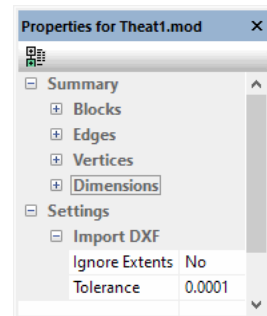 Properties for Theat1.mod
Summary
Blocks
Edges
Vertices
Dimensions
Settings
Import DXF
Ignore Extents No
Tolerance 0.0001